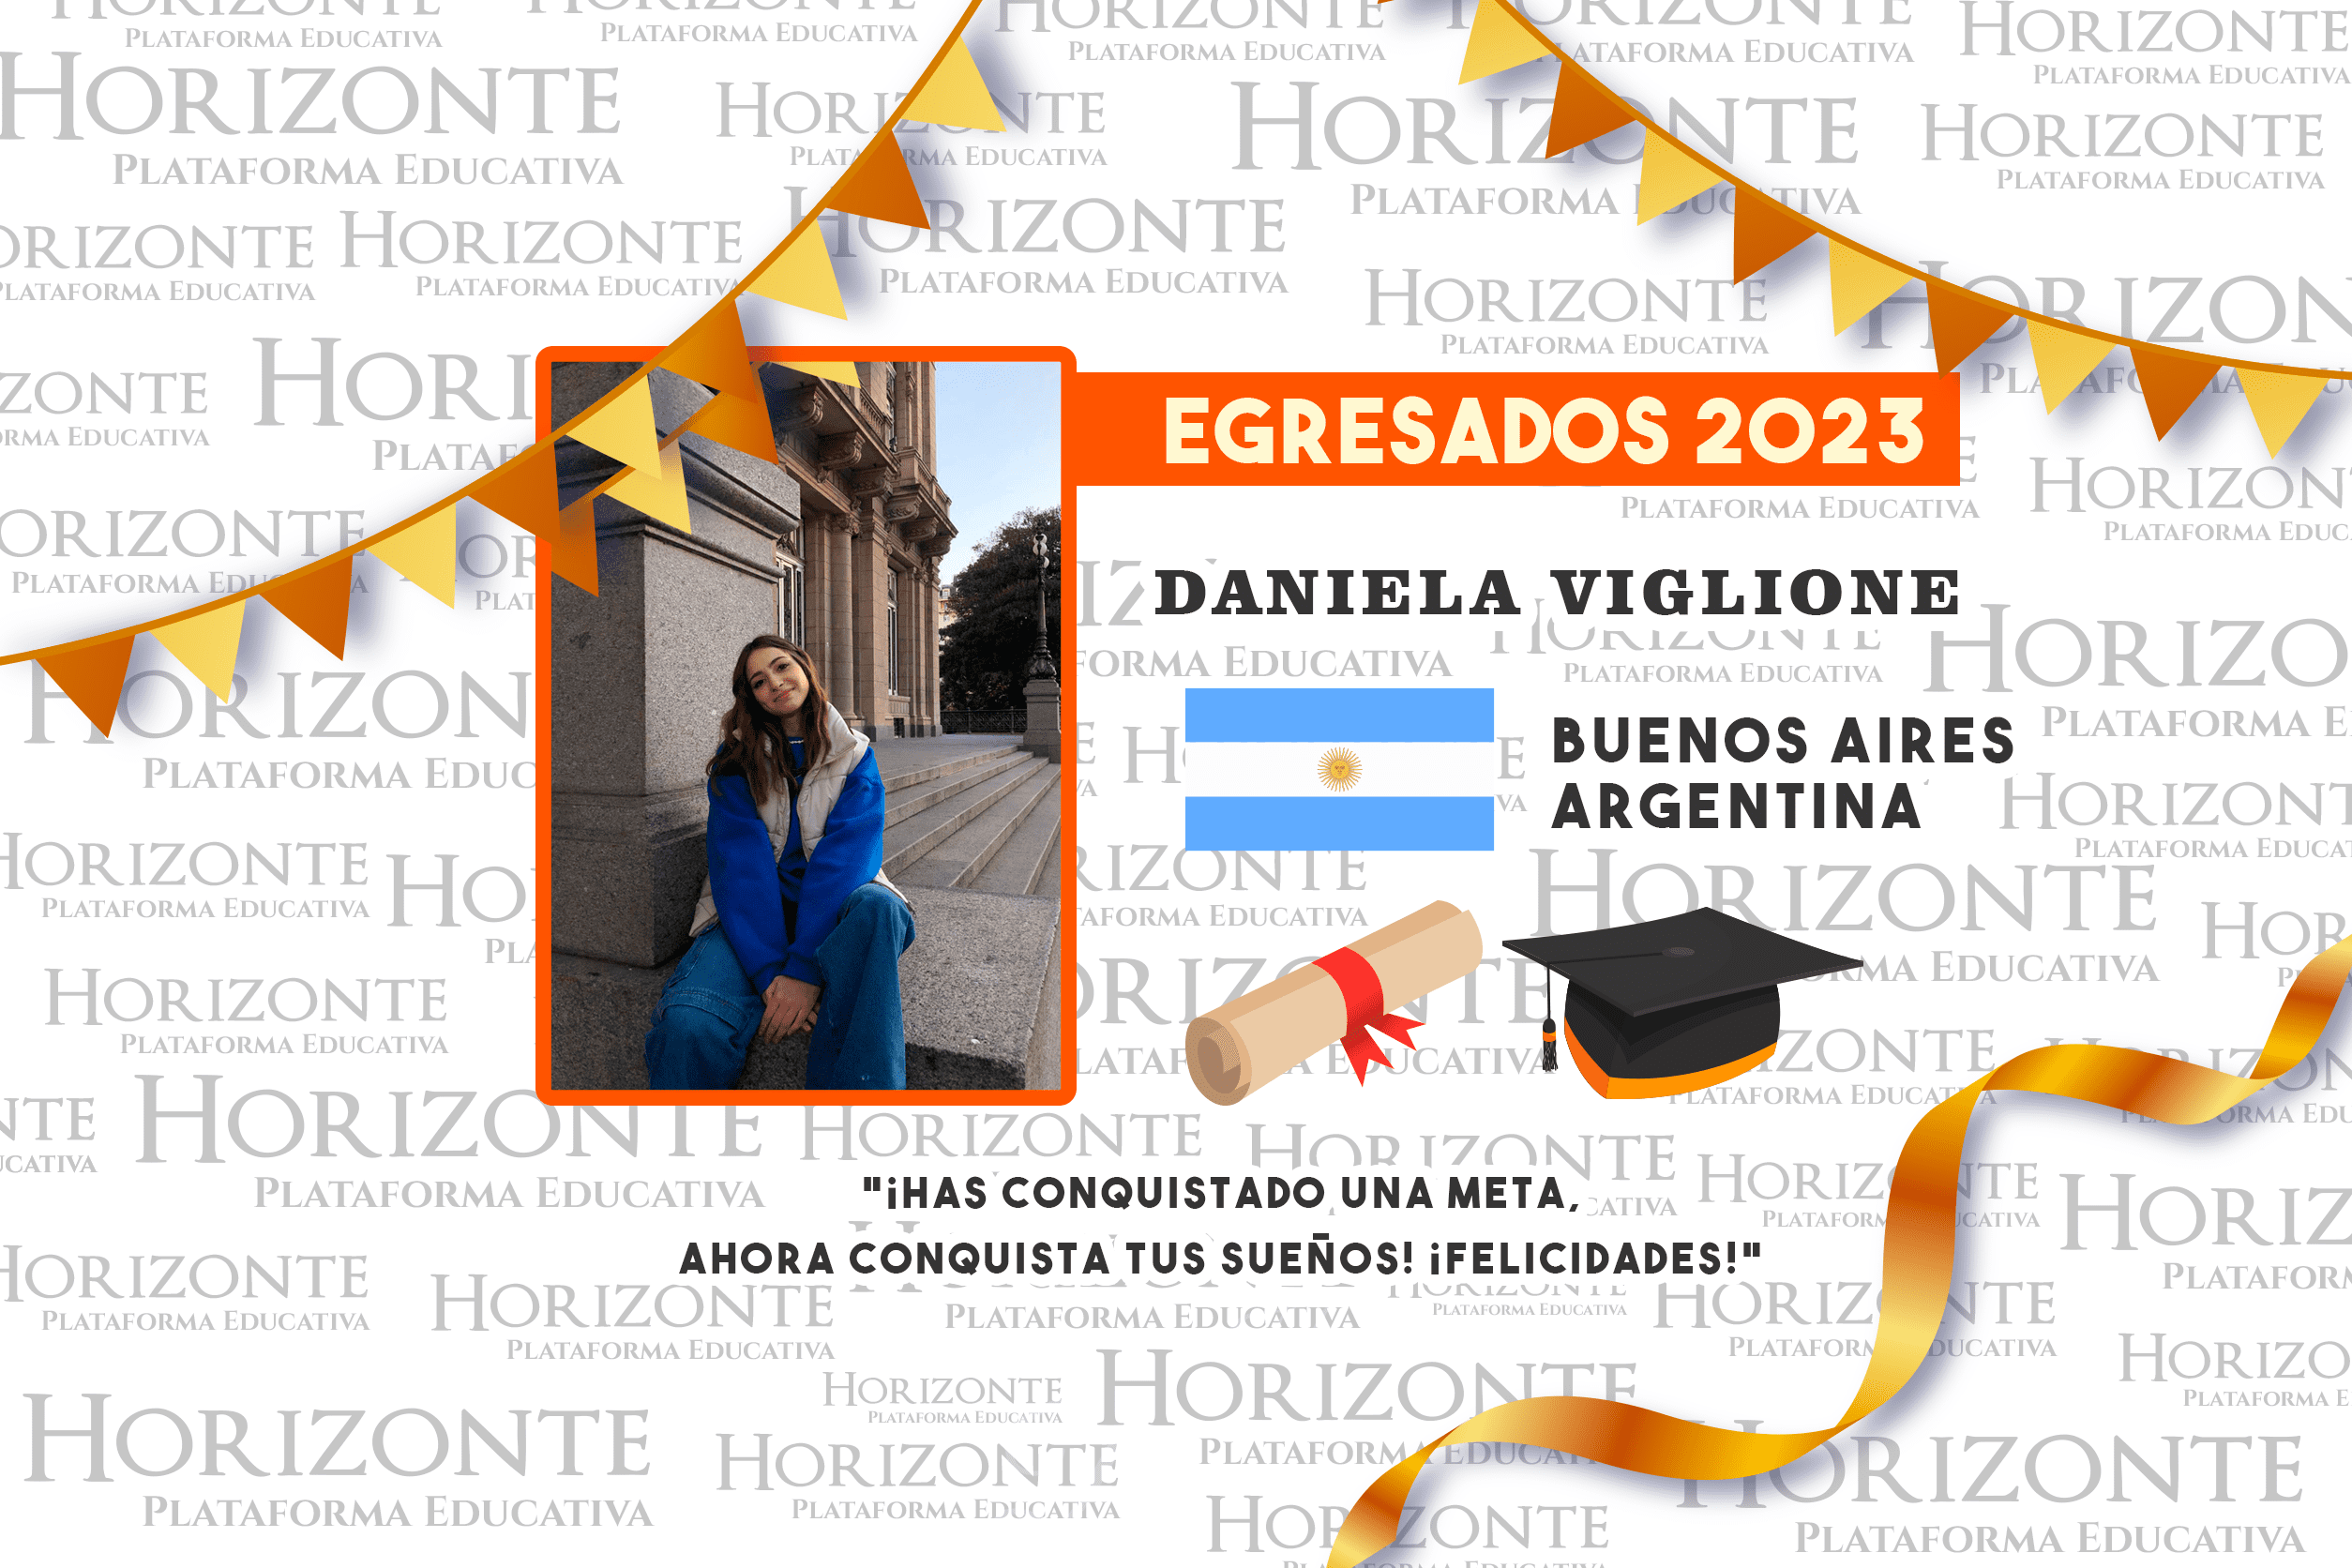 HORIZONTE
PLATAFORMA EDUCATIVA
EGRESADOS 2023
DANIELA VIGLIONE
BUENOS AIRES
ARGENTINA
"¡HAS CONQUISTADO UNA META,
AHORA CONQUISTA TUS SUEÑOS! ¡FELICIDADES!"